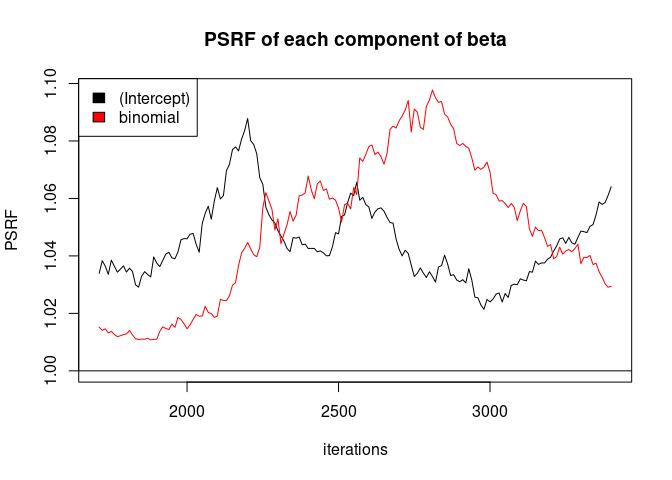 PSRF of each component of beta
(Intercept)
binomial
PSRF
1.10
1.08
1.06
1.04
1.02
1.00
2000 2500 3000
iterations